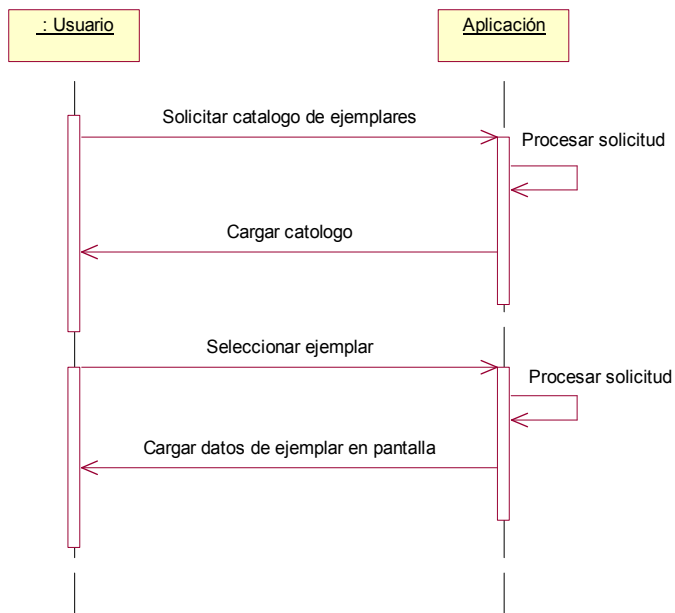 : Usuario
Aplicación
Solicitar catalogo de ejemplares
Procesar solicitud
Cargar catologo
Seleccionar ejemplar
Procesar solicitud
Cargar datos de ejemplar en pantalla